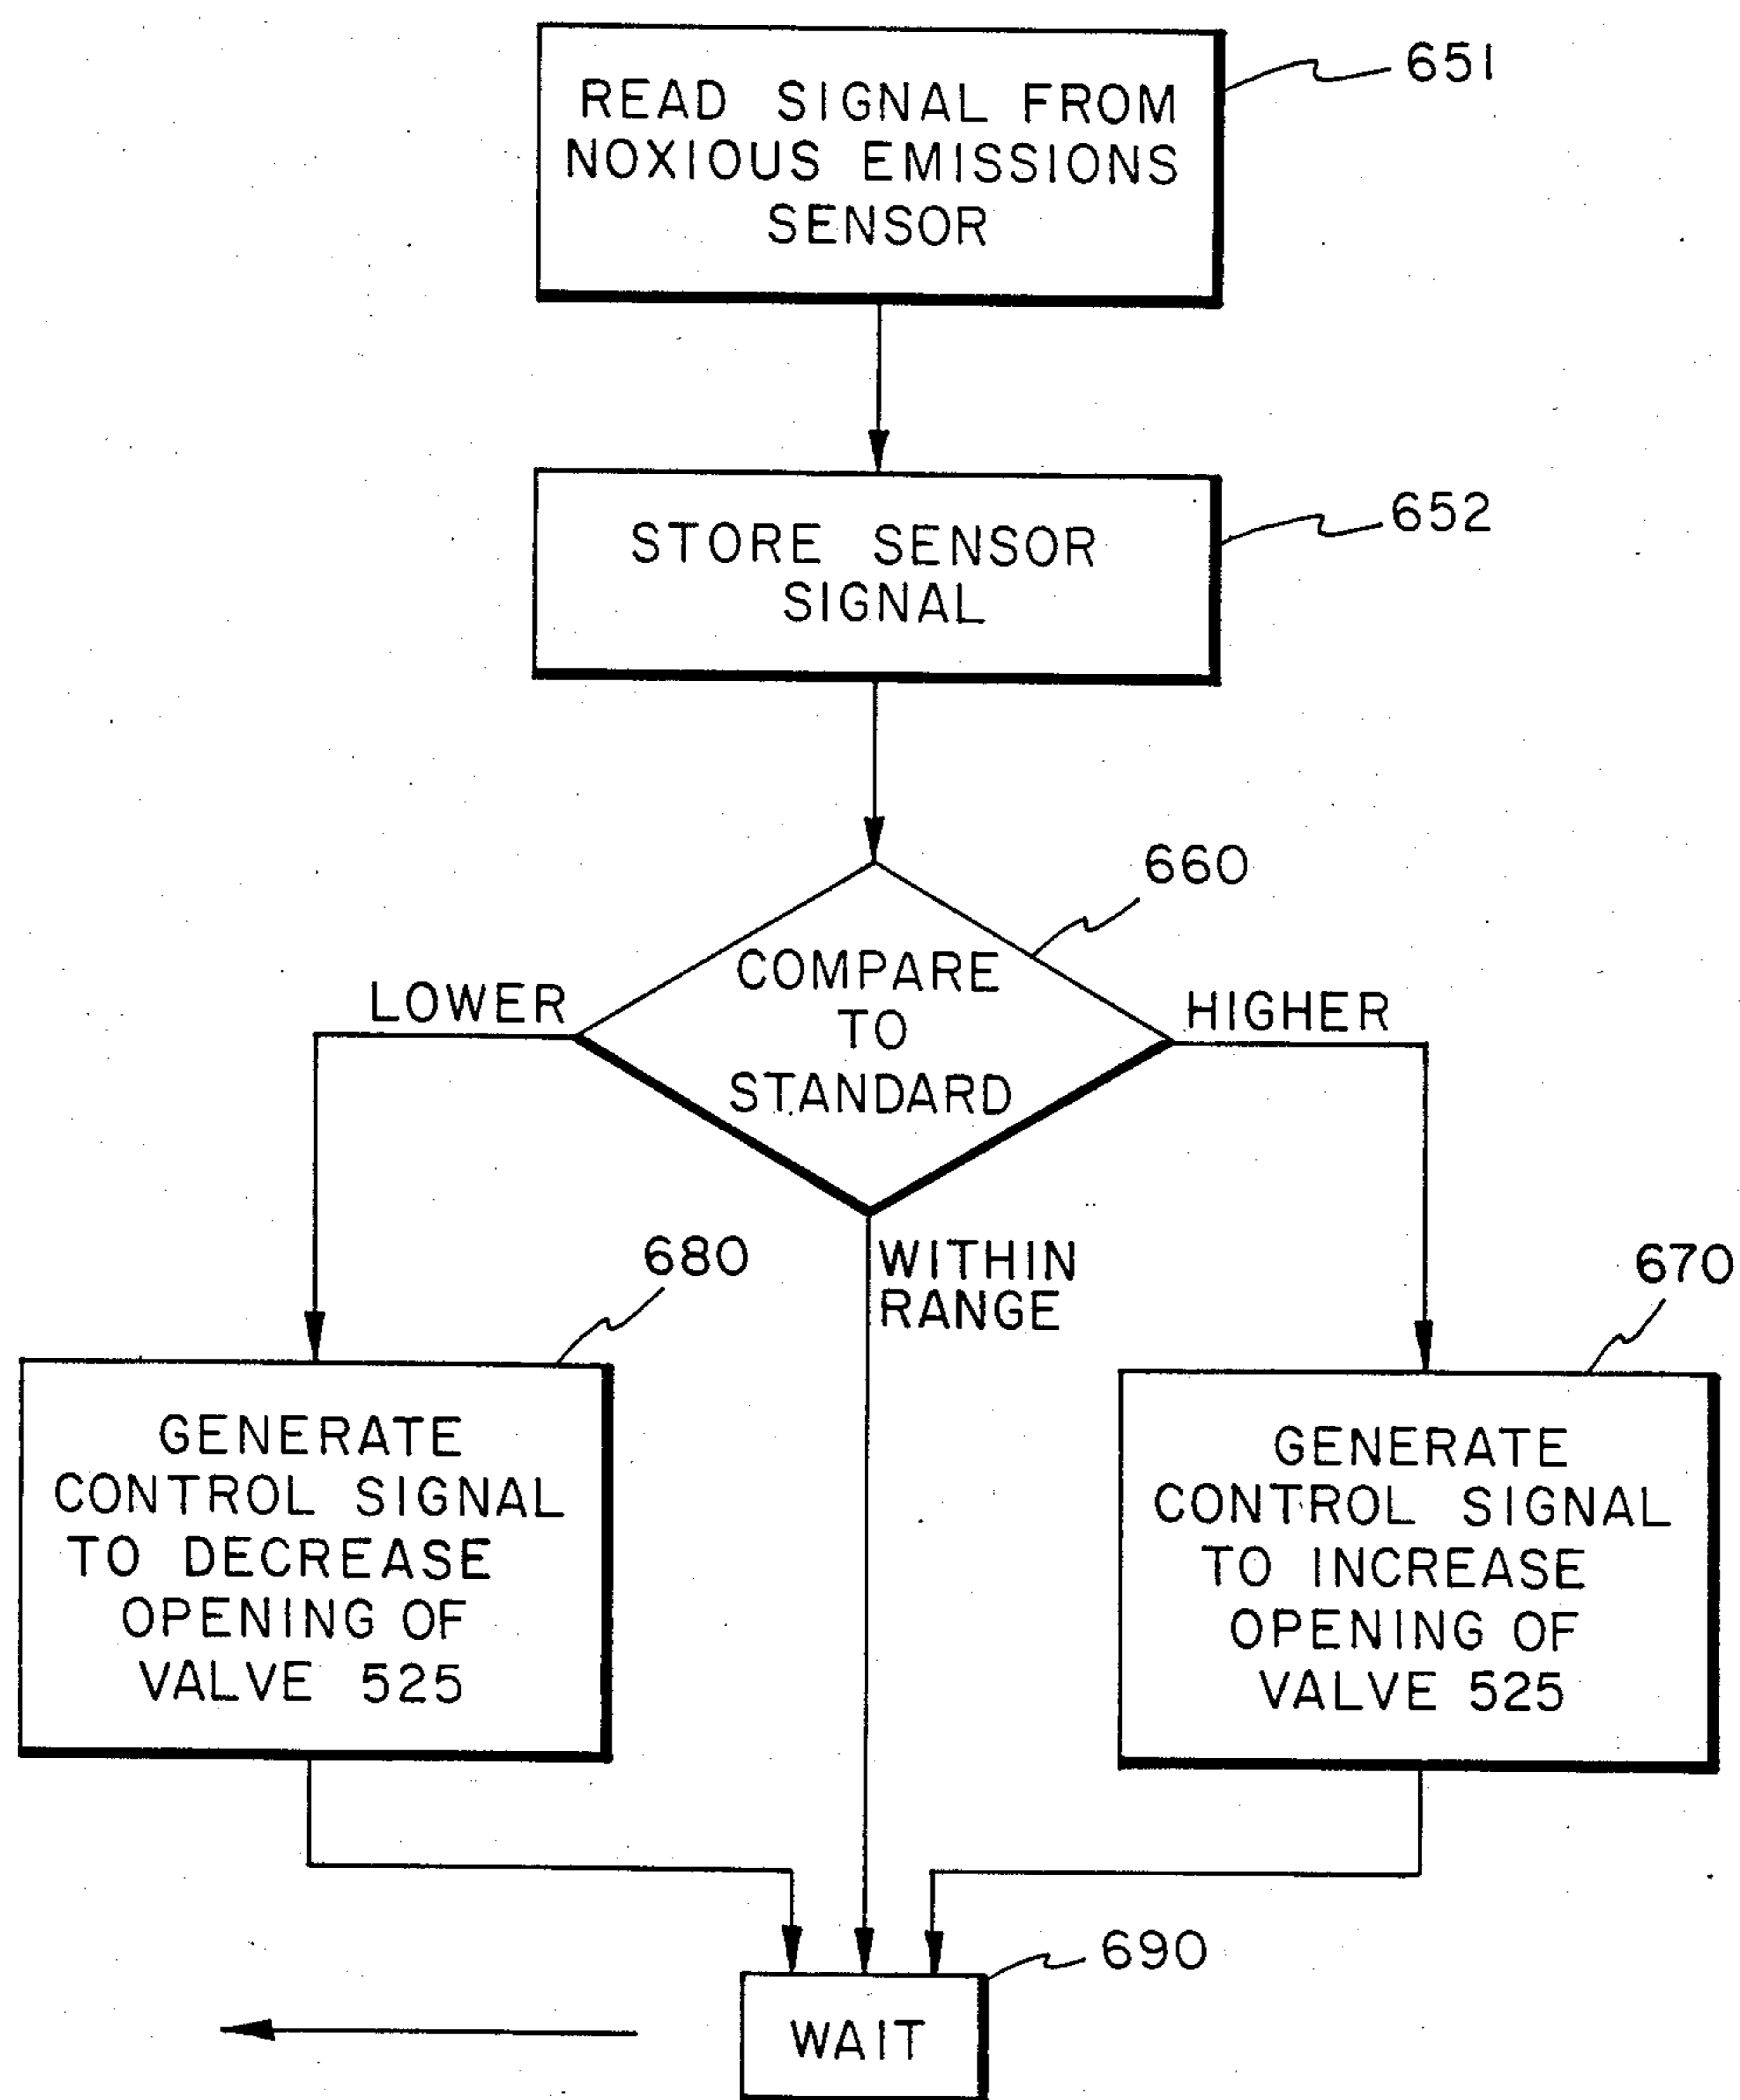 651
READ SIGNAL FROM
NOXIOUS EMISSIONS
SENSOR
652
STORE SENSOR
SIGNAL
660
COMPARE
TO
STANDARD
LOWER
HIGHER
WITHIN
RANGE
680
GENERATE
CONTROL SIGNAL
TO DECREASE
OPENING OF
VALVE 525
670
GENERATE
CONTROL SIGNAL
TO INCREASE
OPENING OF
VALVE 525
690
WAIT